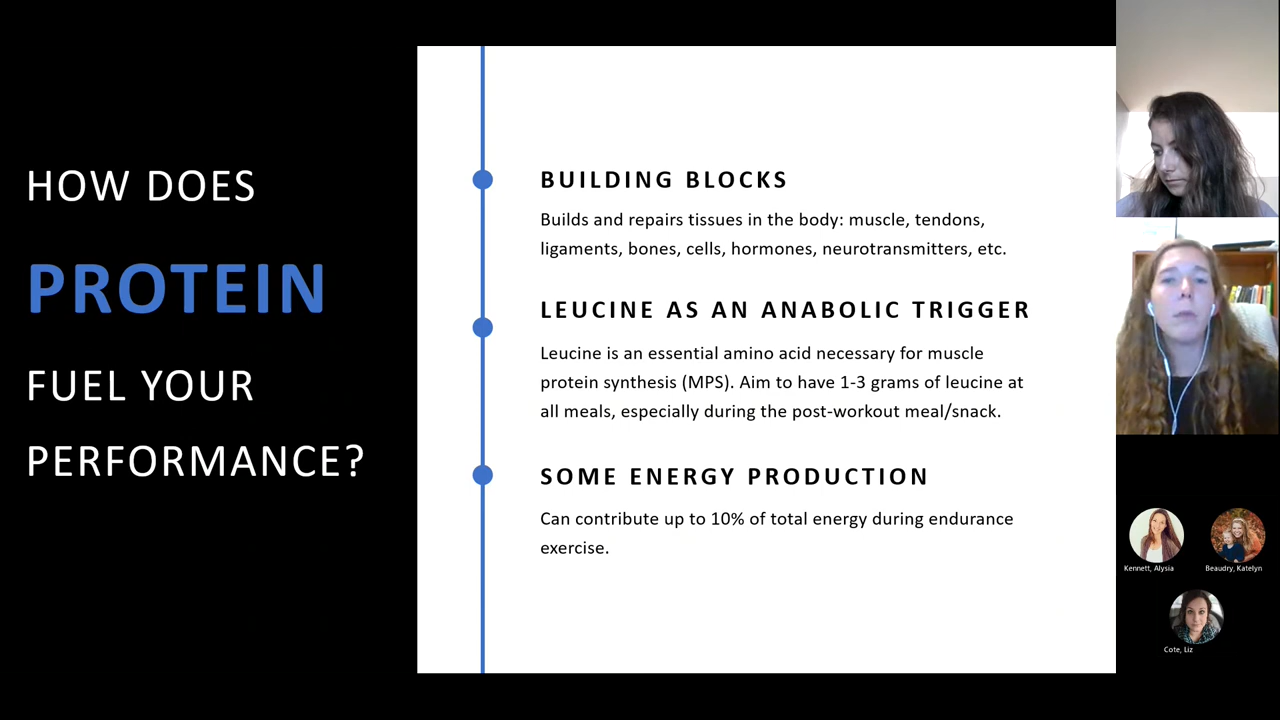 HOW DOES
PROTEIN
FUEL YOUR
PERFORMANCE?
BUILDING BLOCKS
Builds and repairs tissues in the body: muscle, tendons,
ligaments, bones, cells, hormones, neurotransmitters, etc.
LEUCINE AS AN ANABOLIC TRIGGER
Leucine is an essential amino acid necessary for muscle
protein synthesis (MPS). Aim to have 1-3 grams of leucine at
all meals, especially during the post-workout meal/snack.
SOME ENERGY PRODUCTION
Can contribute up to 10% of total energy during endurance
exercise.
Kennett, Alysia
Beaudry, Katelyn
Cote, Liz